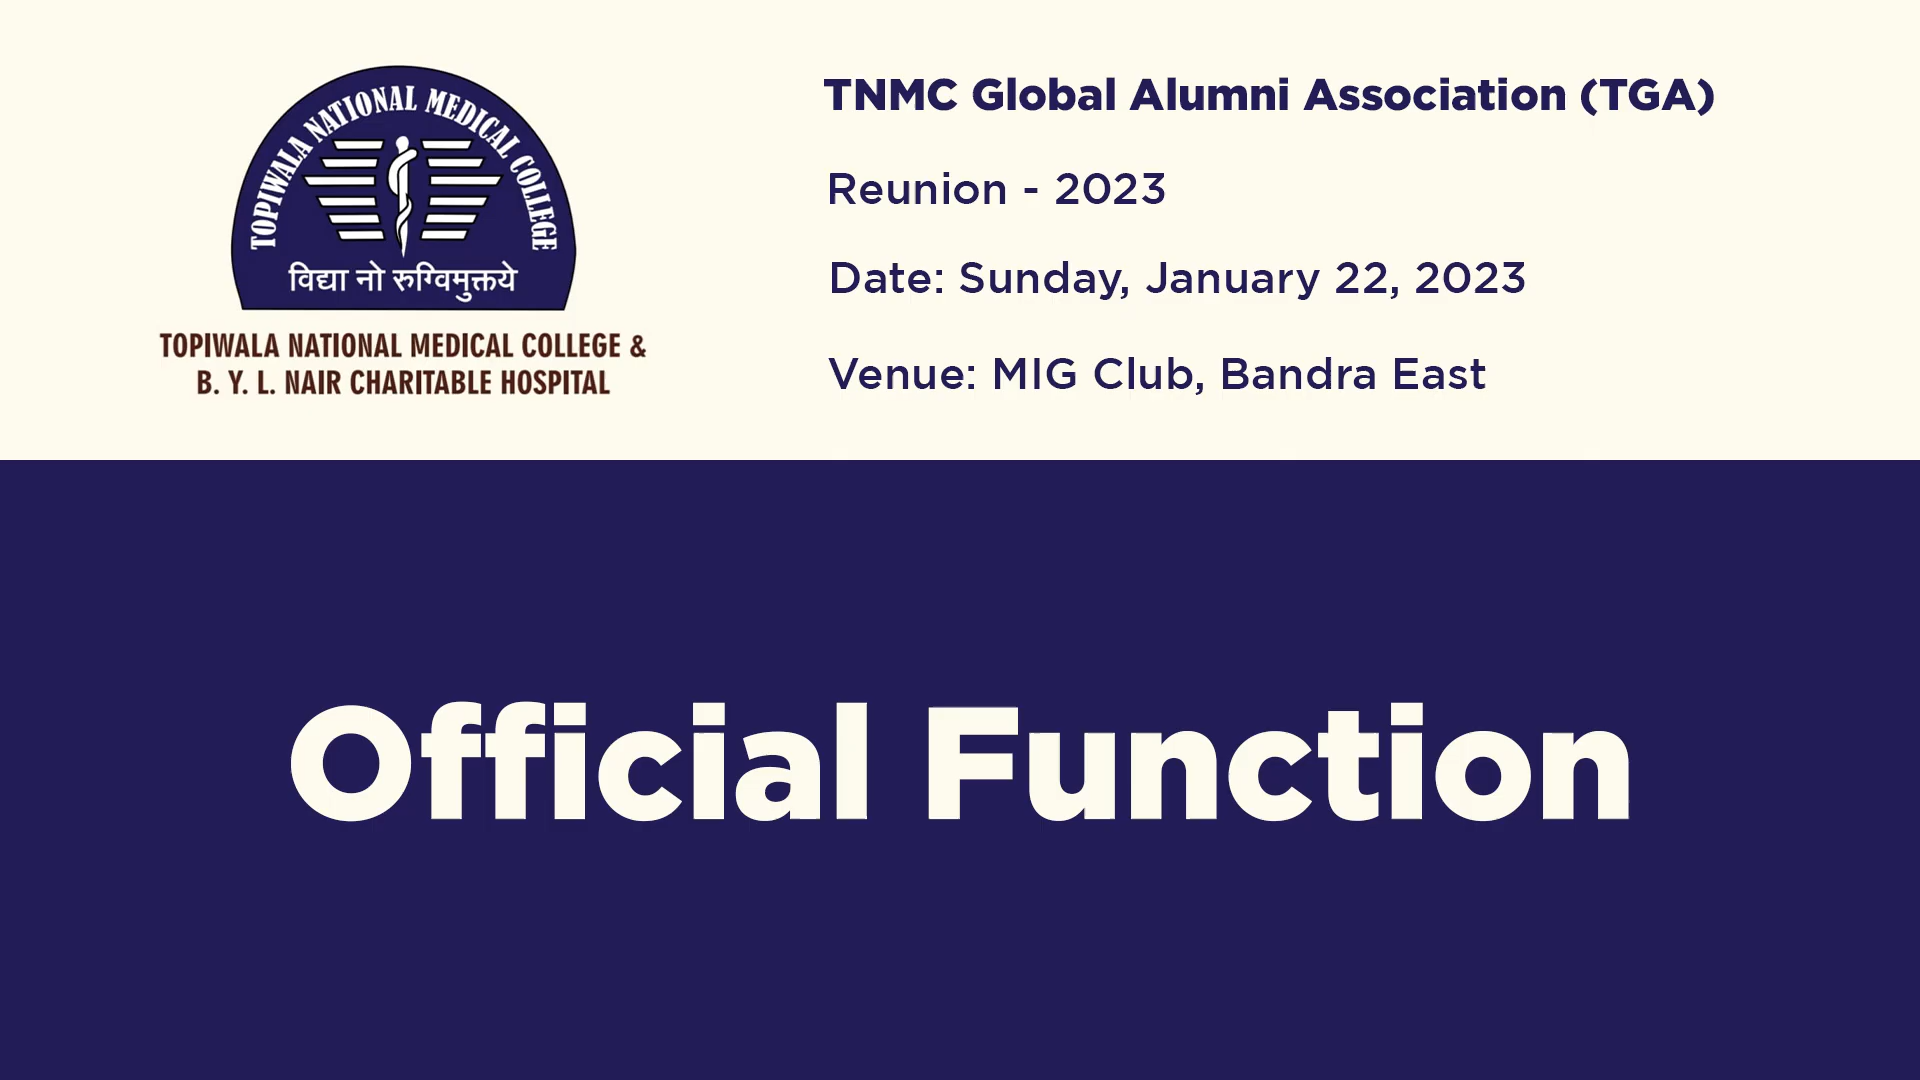 TOPIWALA NATIONAL MEDICAL COLLEGE
विद्या नो रुग्विमुक्तये
TOPIWALA NATIONAL MEDICAL COLLEGE &
B. Y. L. NAIR CHARITABLE HOSPITAL
TNMC Global Alumni Association (TGA)
Reunion - 2023
Date: Sunday, January 22, 2023
Venue: MIG Club, Bandra East
Official Function